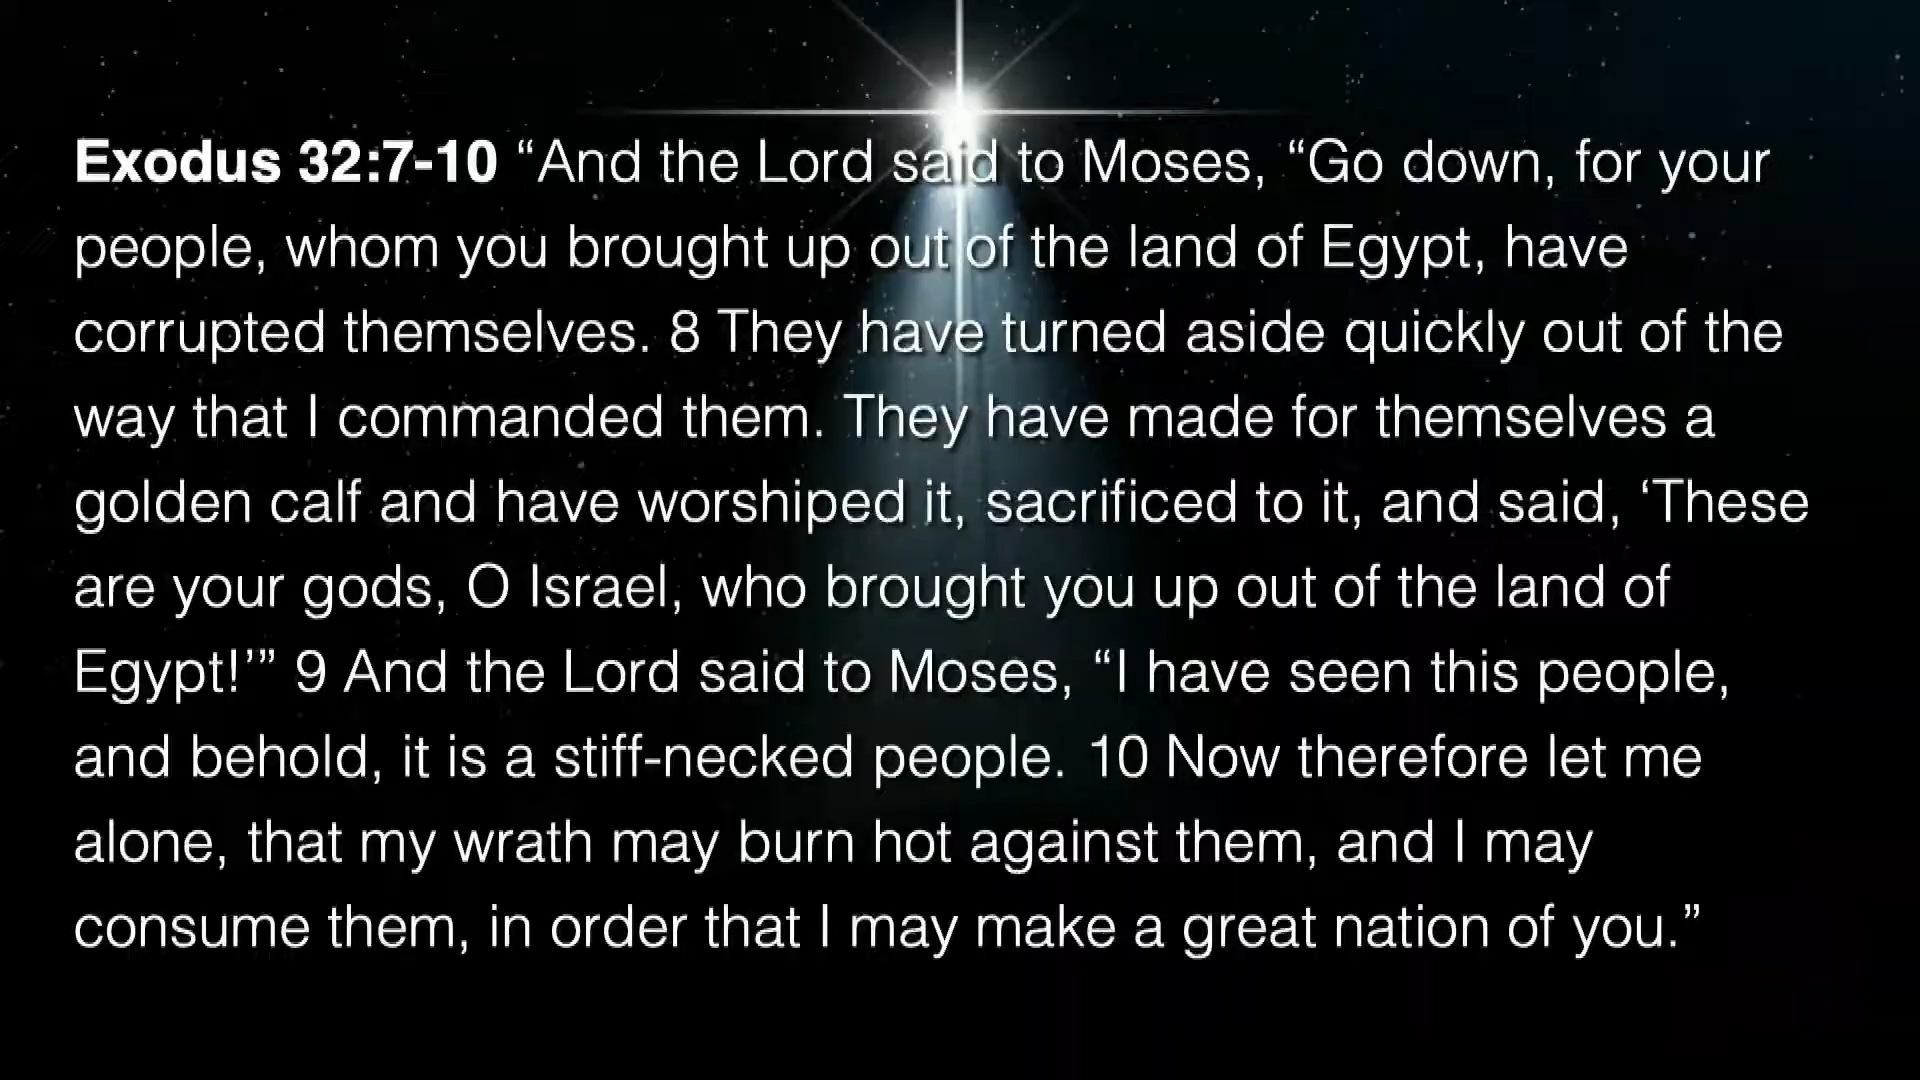 Exodus 32:7-10 “And the Lord said to Moses, “Go down, for your
people, whom you brought up out of the land of Egypt, have
corrupted themselves. 8 They have turned aside quickly out of the
way that I commanded them. They have made for themselves a
golden calf and have worshiped it, sacrificed to it, and said, ‘These
are your gods, O Israel, who brought you up out of the land of
Egypt!’” 9 And the Lord said to Moses, “I have seen this people,
and behold, it is a stiff-necked people. 10 Now therefore let me
alone, that my wrath may burn hot against them, and I may
consume them, in order that I may make a great nation of you.”